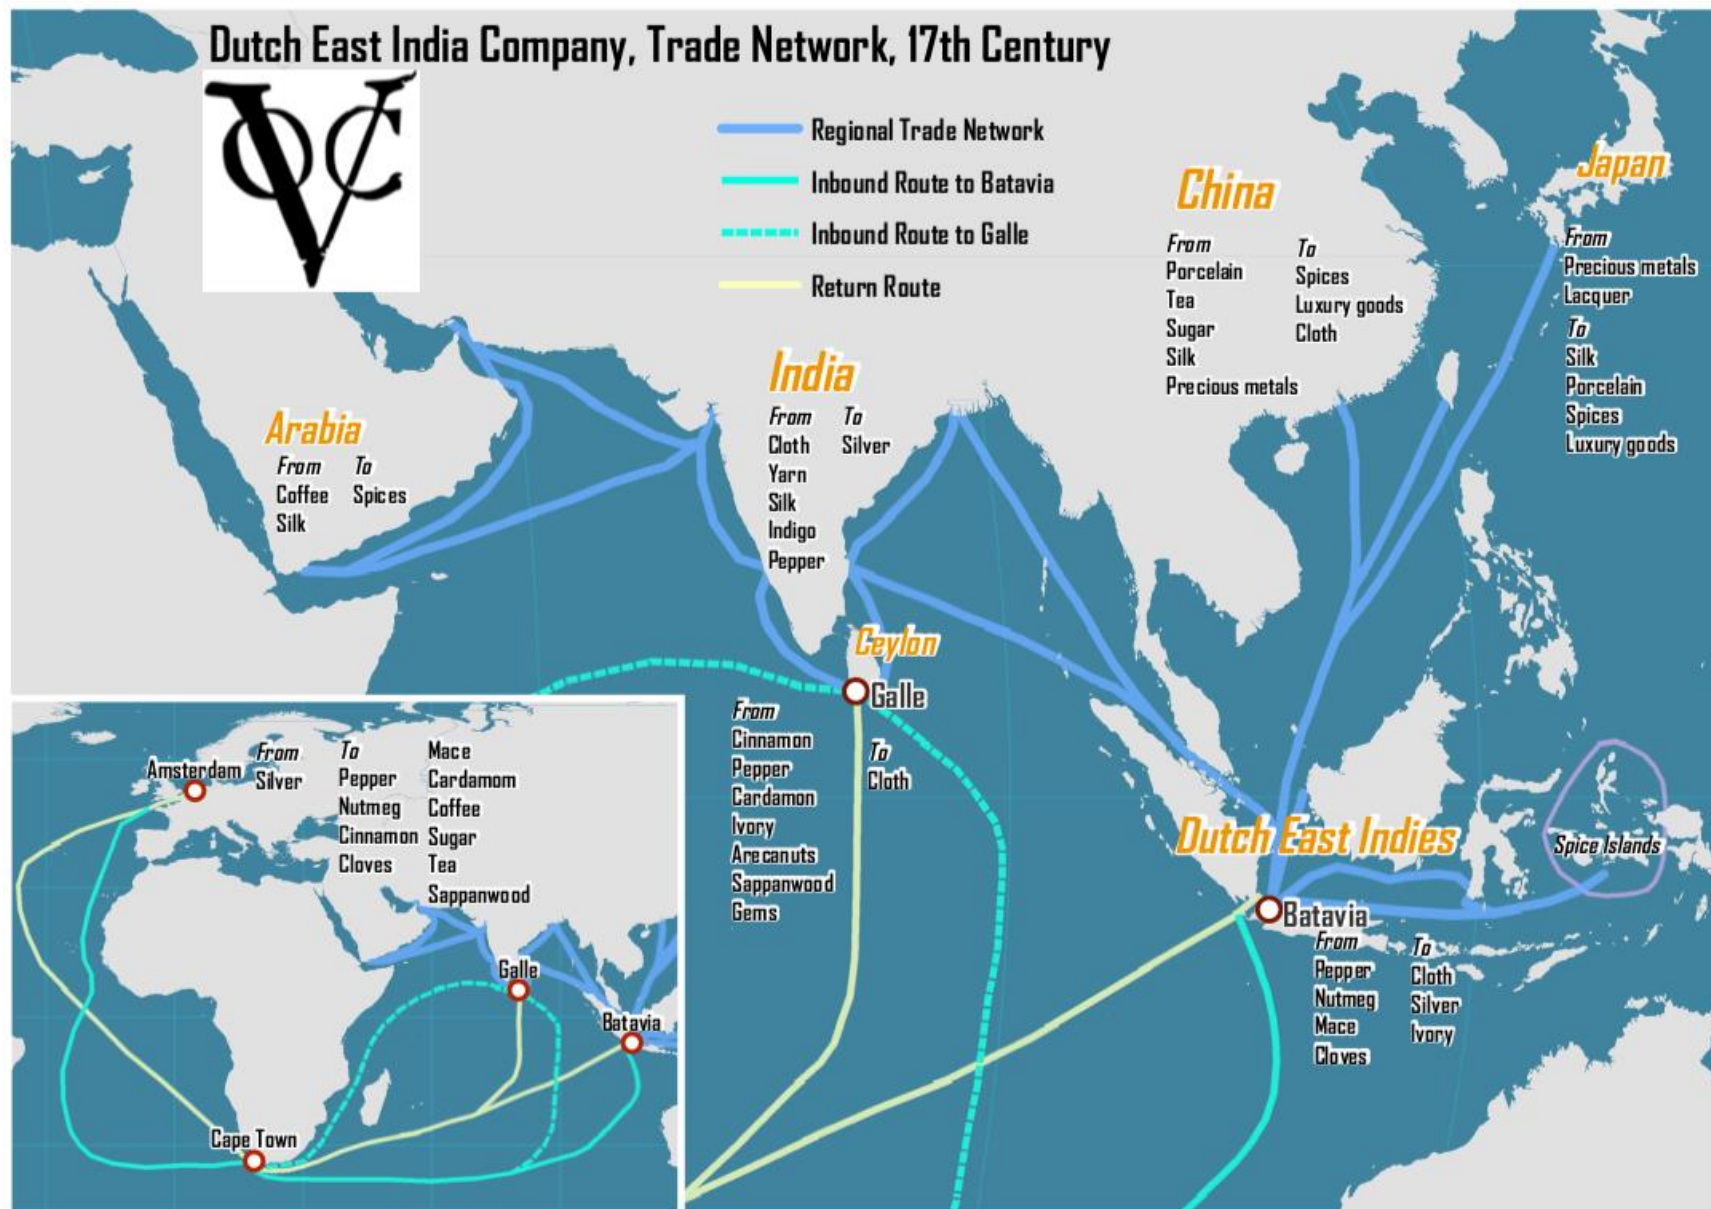 Dutch East India Company, Trade Network, 17th Century
VOC
Regional Trade Network
Inbound Route to Batavia
Inbound Route to Galle
Return Route
Arabia
From
Coffee
Silk
To
Spices
India
From
Cloth
Yarn
Silk
Indigo
Pepper
To
Silver
China
From
Porcelain
Tea
Sugar
Silk
Precious metals
To
Spices
Luxury goods
Cloth
Japan
From
Precious metals
Lacquer
To
Silk
Porcelain
Spices
Luxury goods
Ceylon
Galle
From
Cinnamon
Pepper
Cardamon
Ivory
Arecanuts
Sappanwood
Gems
To
Cloth
Dutch East Indies
Spice Islands
Batavia
From
Pepper
Nutmeg
Mace
Cloves
To
Cloth
Silver
Ivory
Amsterdam
From
Silver
To
Pepper
Nutmeg
Cinnamon
Cloves
Mace
Cardamom
Coffee
Sugar
Tea
Sappanwood
Galle
Batavia
Cape Town